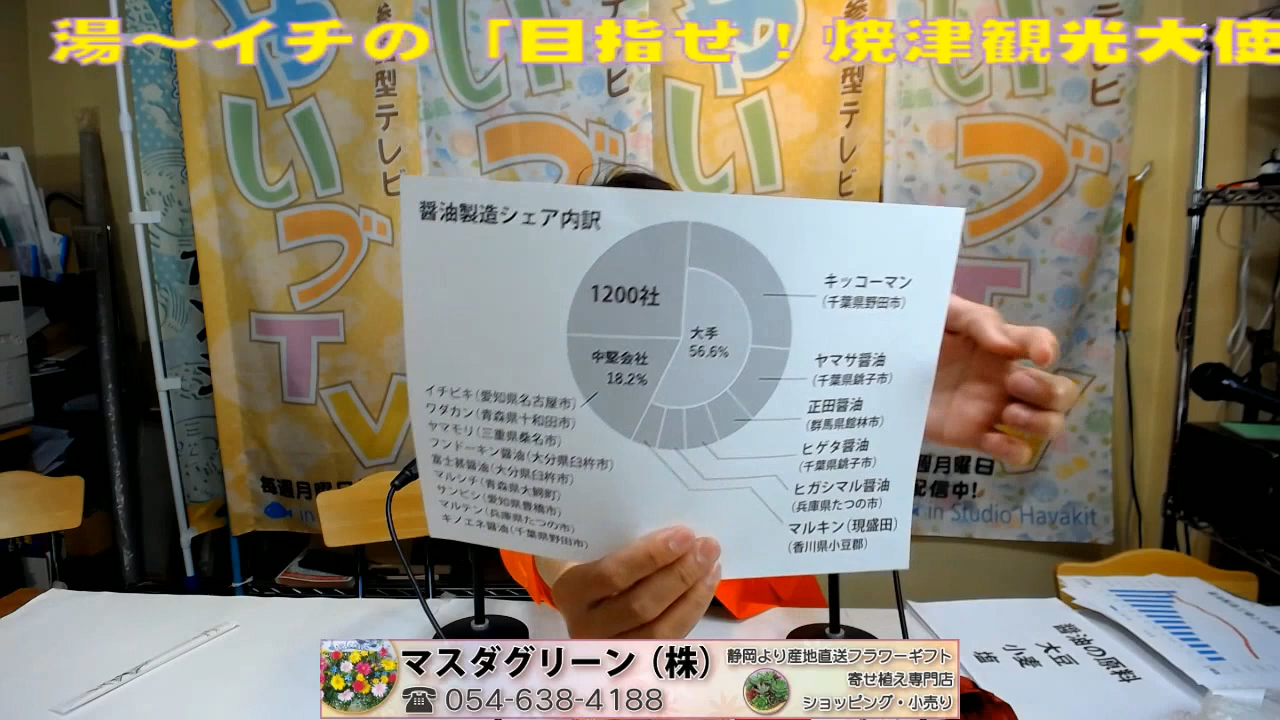 湯～イチの「目指せ！焼津観光大使
やいづTV
参加型テレビ
毎週月曜日
配信中!
in Studio Hayakit
醤油製造シェア内訳
1200社
大手
56.6%
中堅会社
18.2%
キッコーマン
(千葉県野田市)
ヤマサ醤油
(千葉県銚子市)
正田醤油
(群馬県館林市)
ヒゲタ醤油
(千葉県銚子市)
ヒガシマル醤油
(兵庫県たつの市)
マルキン(現盛田)
(香川県小豆郡)
イチビキ(愛知県名古屋市)
ワダカン(青森県十和田市)
ヤマモリ(三重県桑名市)
フンドーキン醤油(大分県臼杵市)
富士甚醤油(大分県臼杵市)
マルシチ(青森県大鰐町)
サンビシ(愛知県豊橋市)
マルテン(兵庫県たつの市)
キノエネ醤油(千葉県野田市)
醤油の原料
大豆
小麦
塩
マスダグリーン（株）
☎054-638-4188
静岡より産地直送フラワーギフト
寄せ植え専門店
ショッピング・小売り